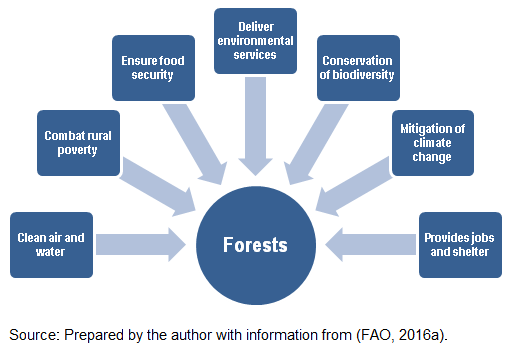 Deliver
environmental
services
Ensure food
security
Conservation
of biodiversity
Combat rural
poverty
Mitigation of
climate
change
Clean air and
water
Forests
Provides jobs
and shelter
Source: Prepared by the author with information from (FAO, 2016a).